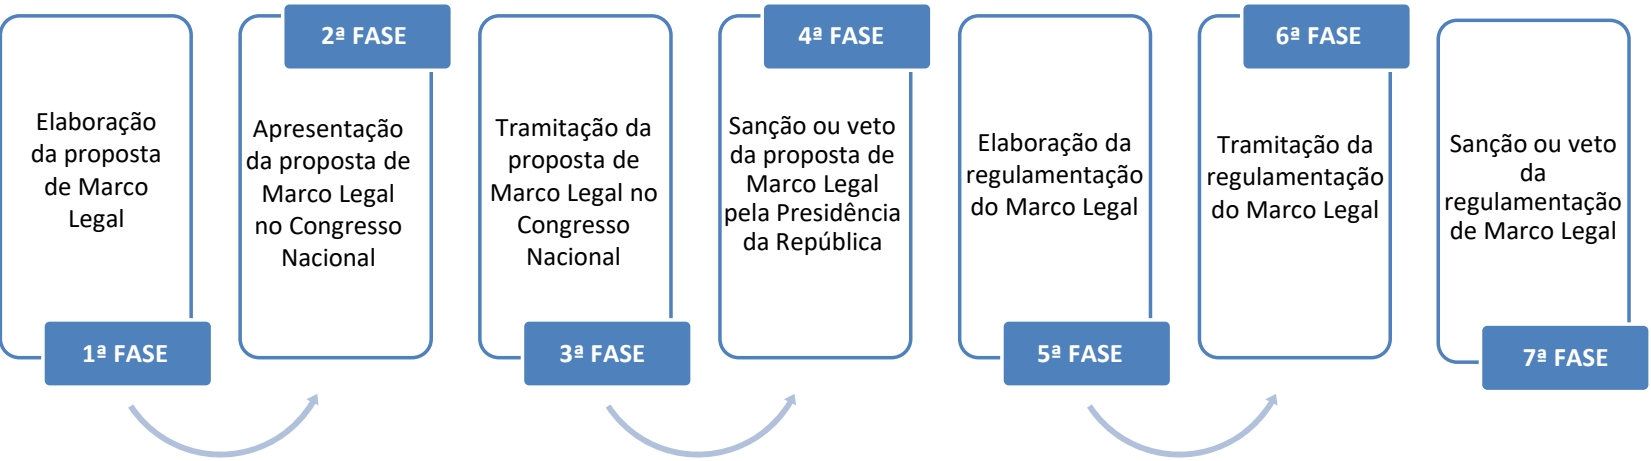 Elaboração
da proposta
de Marco
Legal
1ª FASE
2ª FASE
Apresentação
da proposta de
Marco Legal
no Congresso
Nacional
Tramitação da
proposta de
Marco Legal no
Congresso
Nacional
3ª FASE
4ª FASE
Sanção ou veto
da proposta de
Marco Legal
pela Presidência
da República
Elaboração da
regulamentação
do Marco Legal
5ª FASE
6ª FASE
Tramitação da
regulamentação
do Marco Legal
Sanção ou veto
da
regulamentação
de Marco Legal
7ª FASE